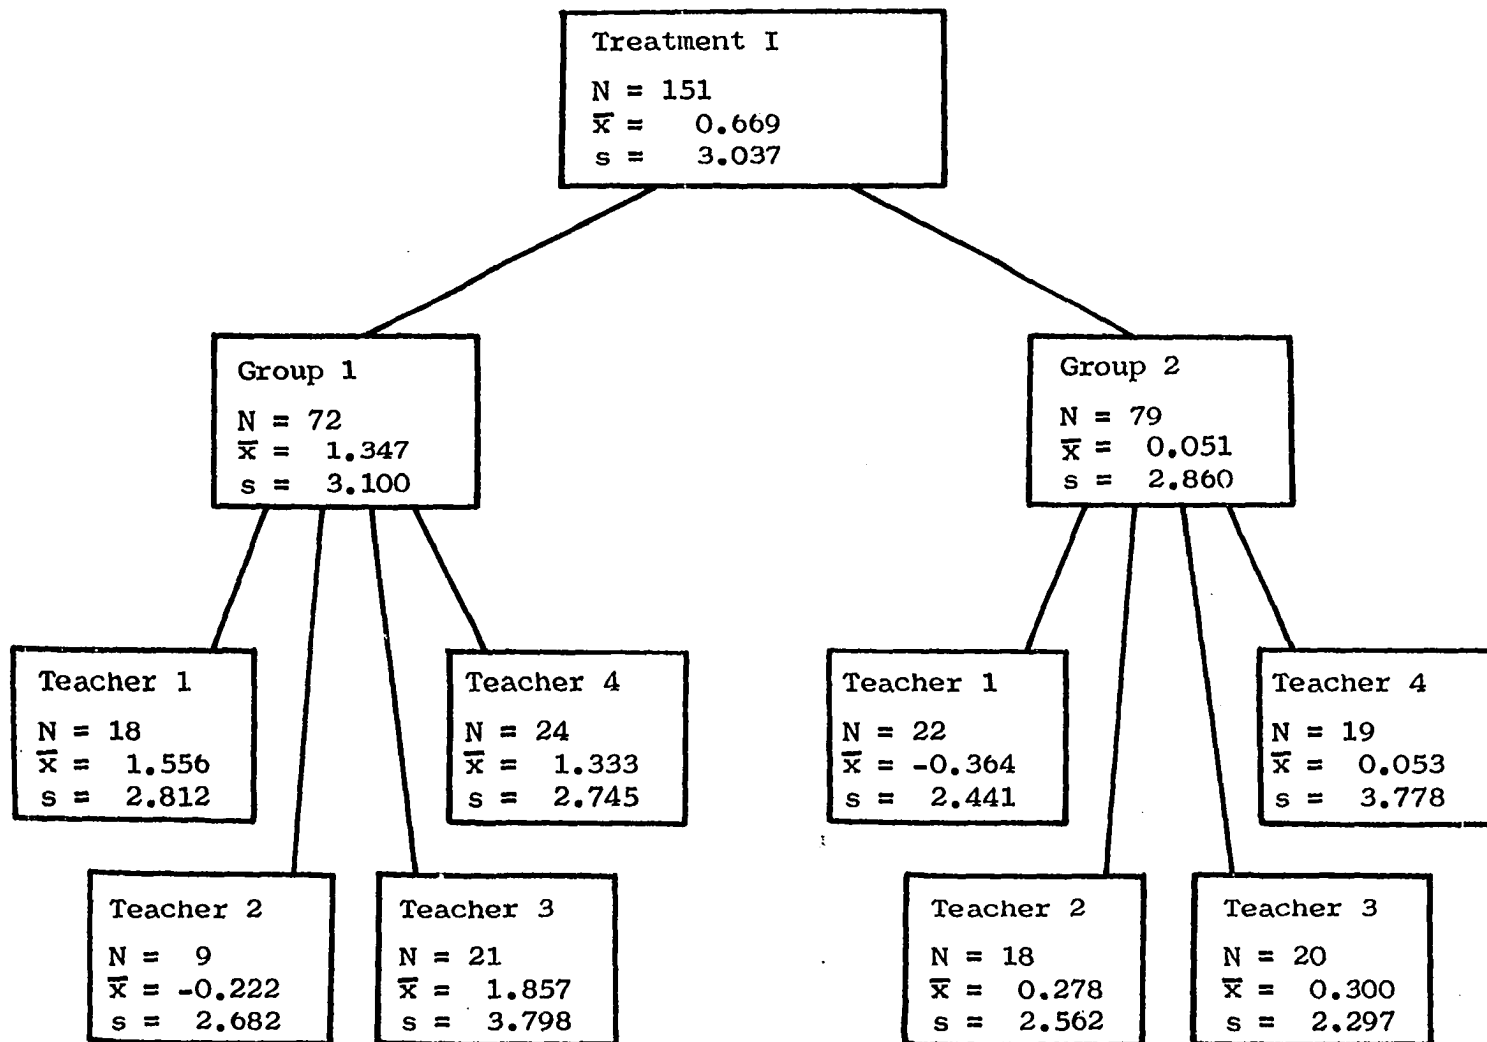 Treatment I
N = 151
x̄ = 0.669
s = 3.037
Group 1
N = 72
x̄ = 1.347
s = 3.100
Group 2
N = 79
x̄ = 0.051
s = 2.860
Teacher 1
N = 18
x̄ = 1.556
s = 2.812
Teacher 4
N = 24
x̄ = 1.333
s = 2.745
Teacher 1
N = 22
x̄ = -0.364
s = 2.441
Teacher 4
N = 19
x̄ = 0.053
s = 3.778
Teacher 2
N = 9
x̄ = -0.222
s = 2.682
Teacher 3
N = 21
x̄ = 1.857
s = 3.798
Teacher 2
N = 18
x̄ = 0.278
s = 2.562
Teacher 3
N = 20
x̄ = 0.300
s = 2.297